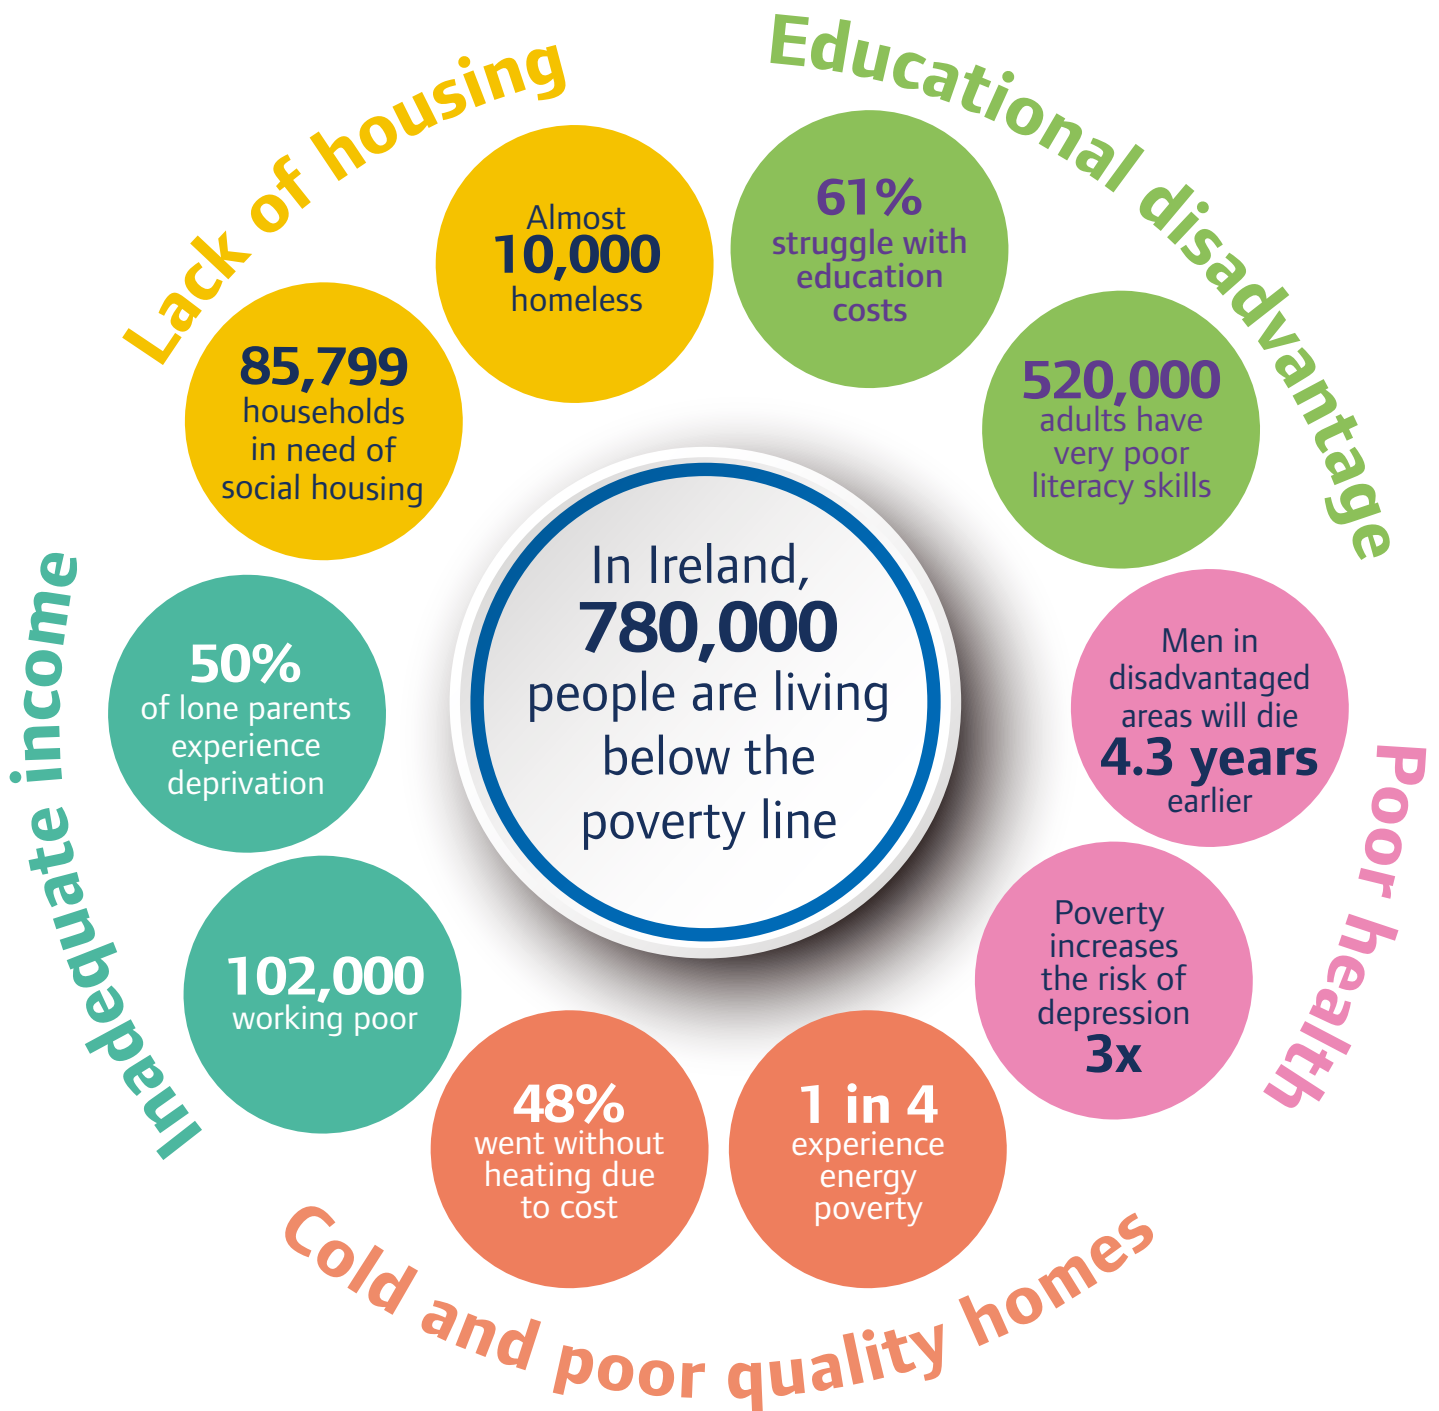 Lack of housing
Almost
10,000
homeless
85,799
households
in need of
social housing
Educational disadvantage
61%
struggle with
education
costs
520,000
adults have
very poor
literacy skills
In Ireland,
780,000
people are living
below the
poverty line
Poor health
Men in
disadvantaged
areas will die
4.3 years
earlier
Poverty
increases
the risk of
depression
3x
Inadequate income
50%
of lone parents
experience
deprivation
102,000
working poor
48%
went without
heating due
to cost
1 in 4
experience
energy
poverty
Cold and poor quality homes